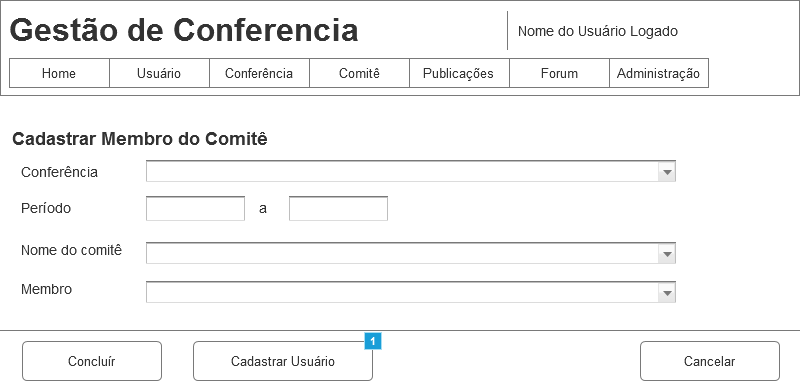 Gestão de Conferencia
Nome do Usuário Logado
Home Usuário Conferência Comitê Publicações Forum Administração
Cadastrar Membro do Comitê
Conferência
Período a
Nome do comitê
Membro
1
Concluír Cadastrar Usuário Cancelar